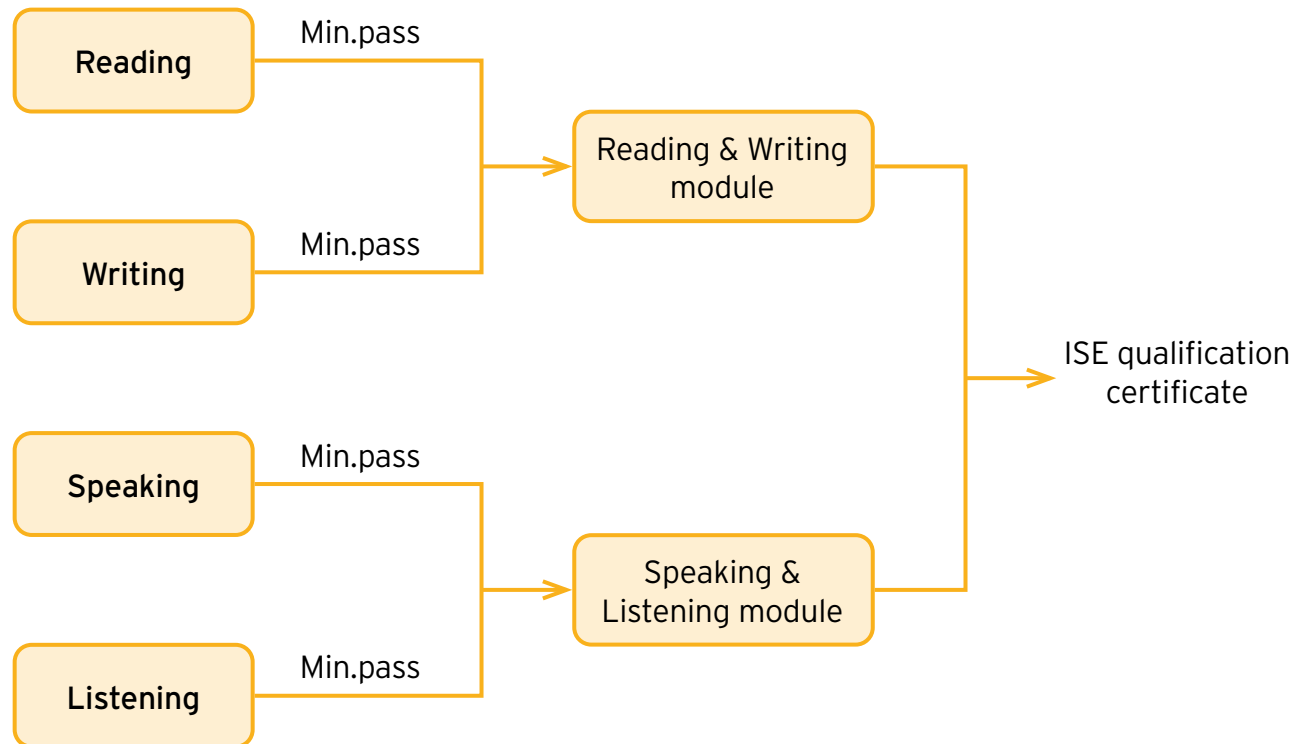 Reading
Min.pass
Writing
Min.pass
Reading & Writing
module
Speaking
Min.pass
Listening
Min.pass
Speaking &
Listening module
ISE qualification
certificate